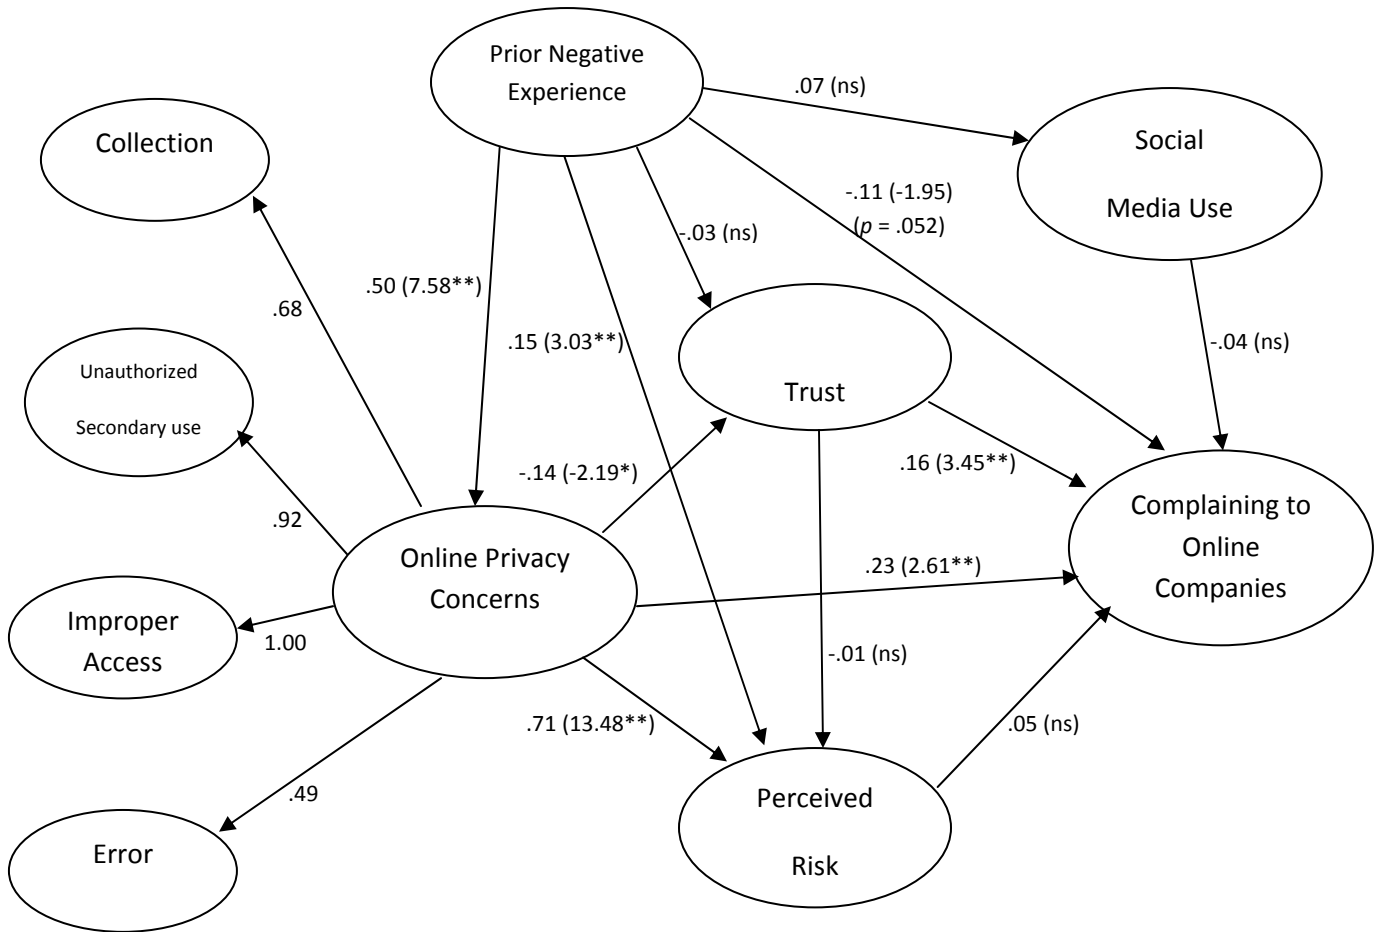 Prior Negative
Experience
.07 (ns)
Collection
Social
Media Use
-.11 (-1.95)
(p = .052)
-.03 (ns)
.50 (7.58**)
.68
.15 (3.03**)
-.04 (ns)
Unauthorized
Secondary use
Trust
-.14 (-2.19*)
.16 (3.45**)
.92
Online Privacy
Concerns
Complaining to
Online
Companies
.23 (2.61**)
Improper
Access
1.00
-.01 (ns)
.71 (13.48**)
.05 (ns)
.49
Perceived
Risk
Error